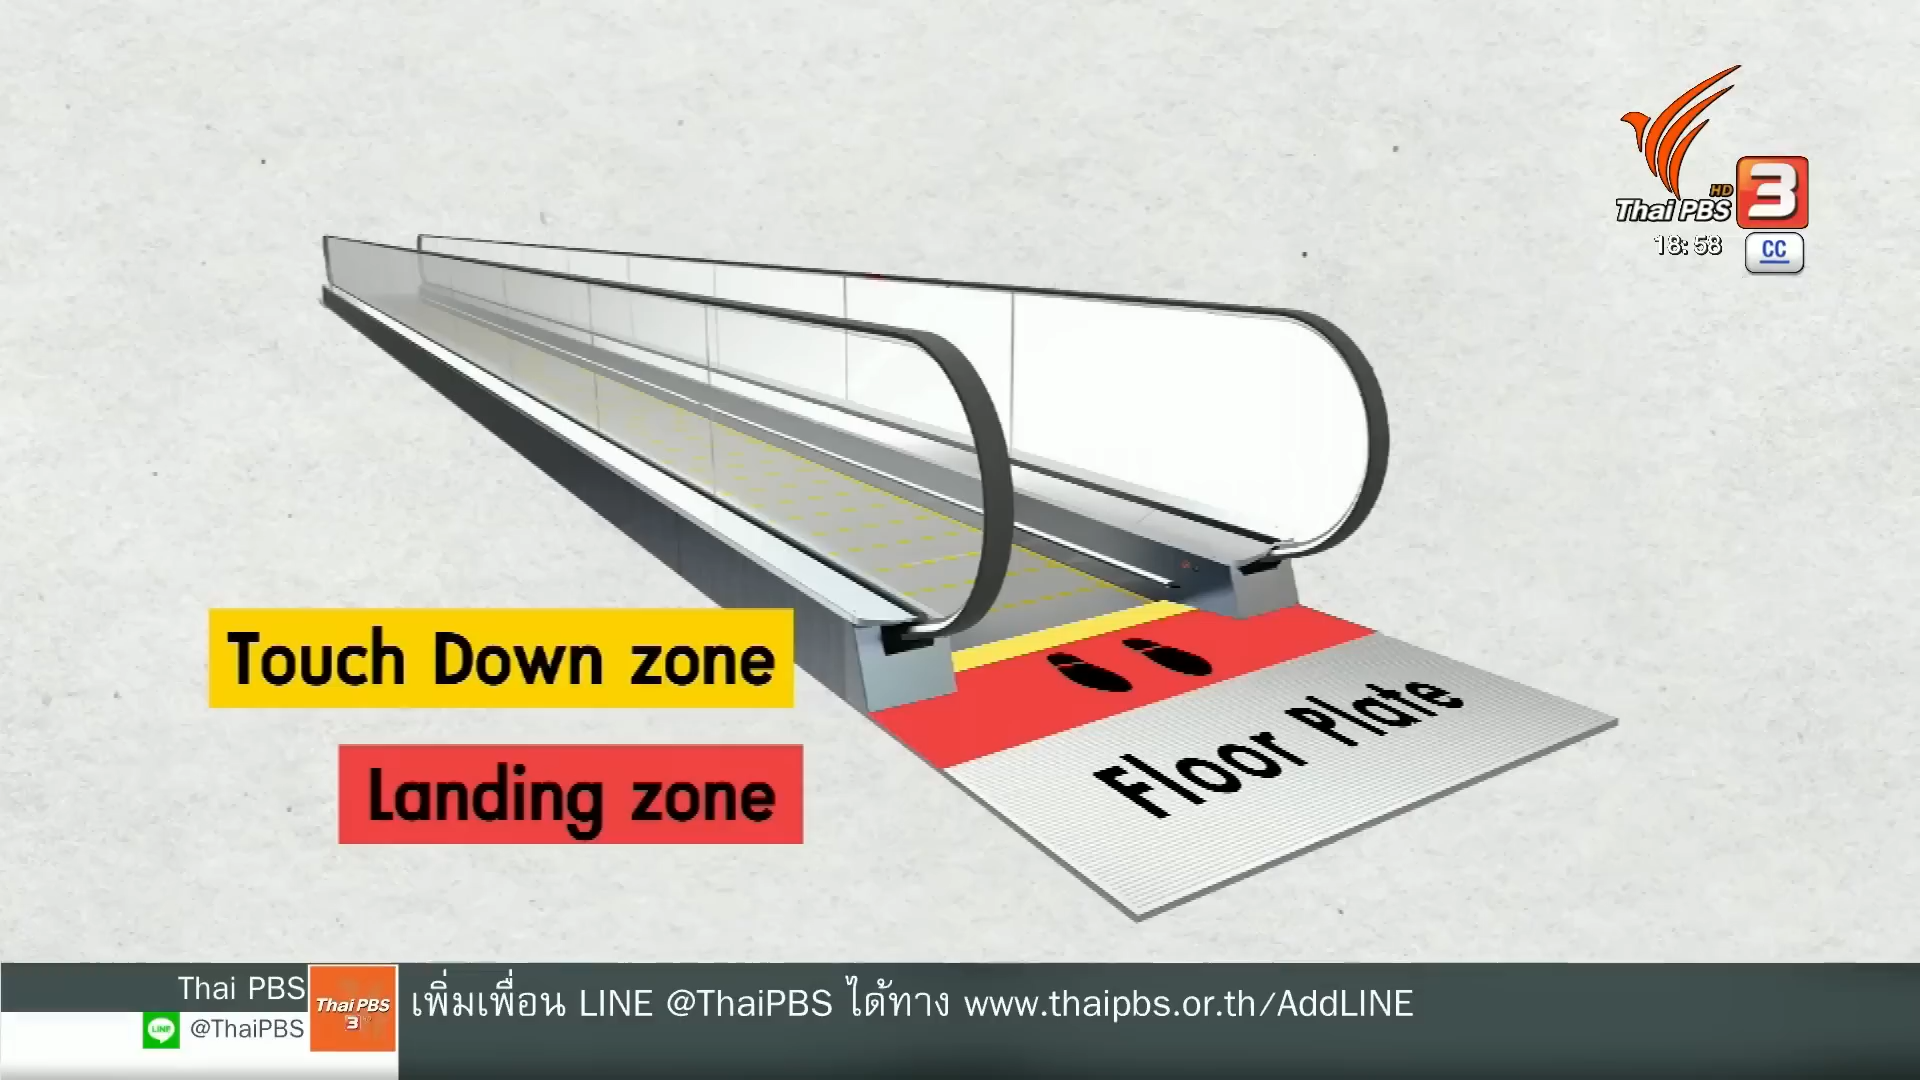 HD
Thai PBS 3
18:58 CC
Touch Down zone
Landing zone
Floor Plate
Thai PBS
@ThaiPBS
LINE
Thai PBS
3
เพิ่มเพื่อน LINE @ThaiPBS ได้ทาง www.thaipbs.or.th/AddLINE